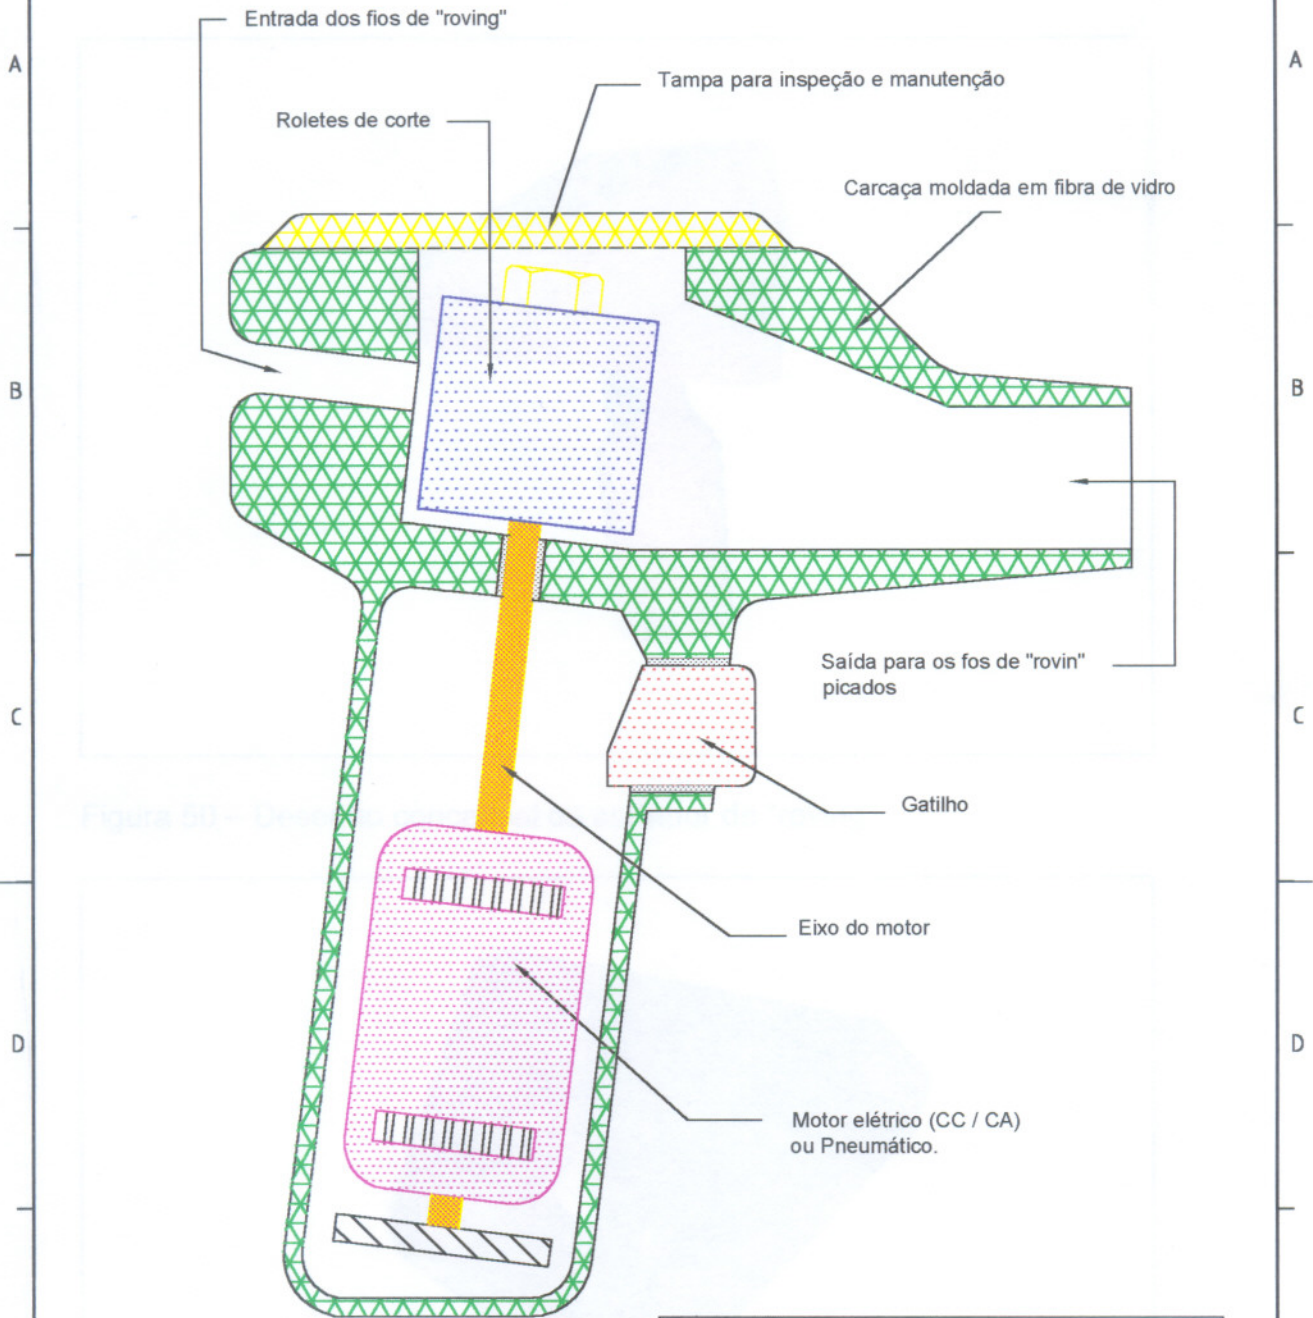 Entrada dos fios de "roving"
A
A
Tampa para inspeção e manutenção
Roletes de corte
Carcaça moldada em fibra de vidro
B
B
Saída para os fos de "rovin"
picados
C
C
Gatilho
Figura
Eixo do motor
D
D
Motor elétrico (CC / CA)
ou Pneumático.